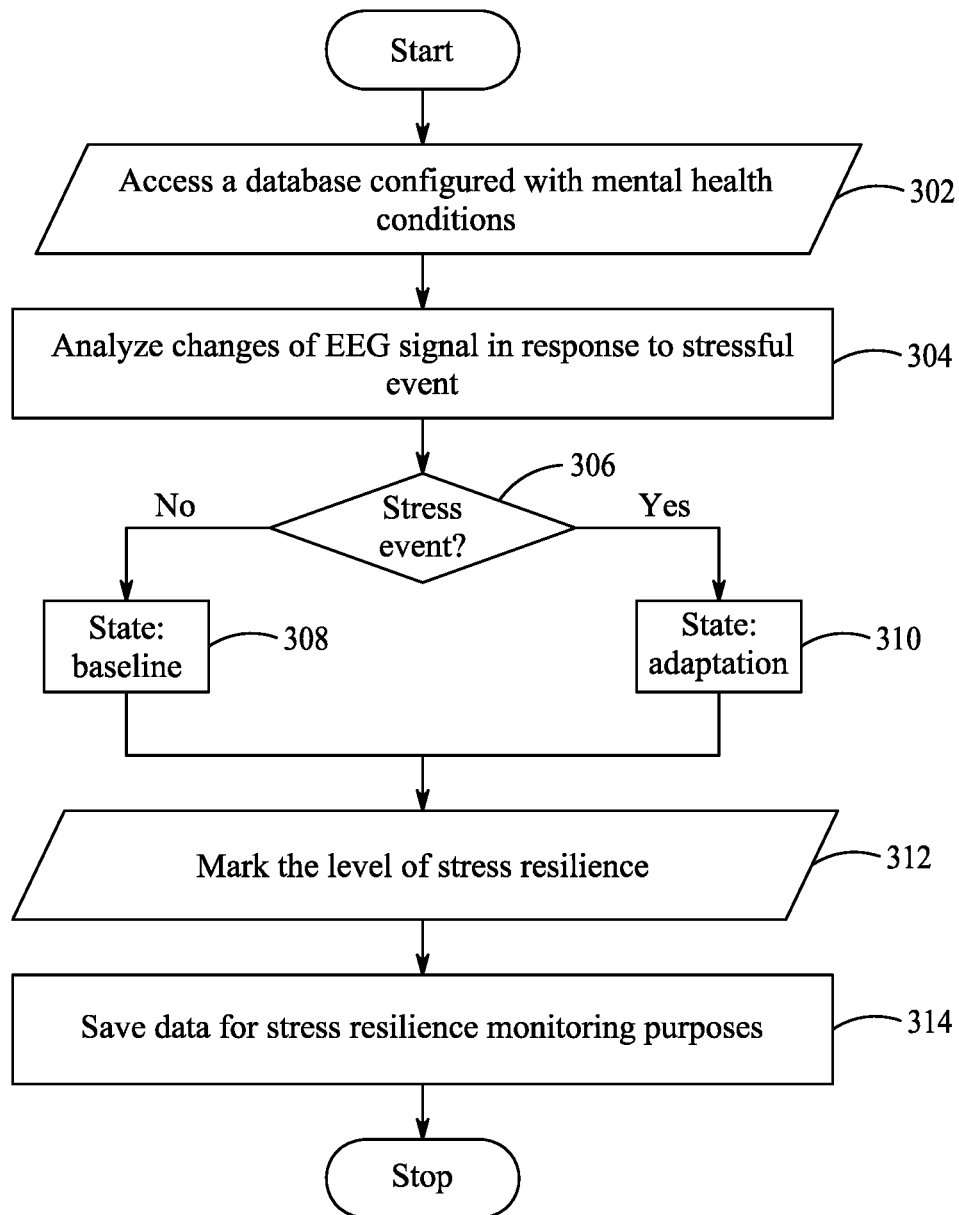 Start
Access a database configured with mental health
conditions
302
Analyze changes of EEG signal in response to stressful
event
304
306
No
Stress
event?
Yes
State:
baseline
308
State:
adaptation
310
Mark the level of stress resilience
312
Save data for stress resilience monitoring purposes
314
Stop